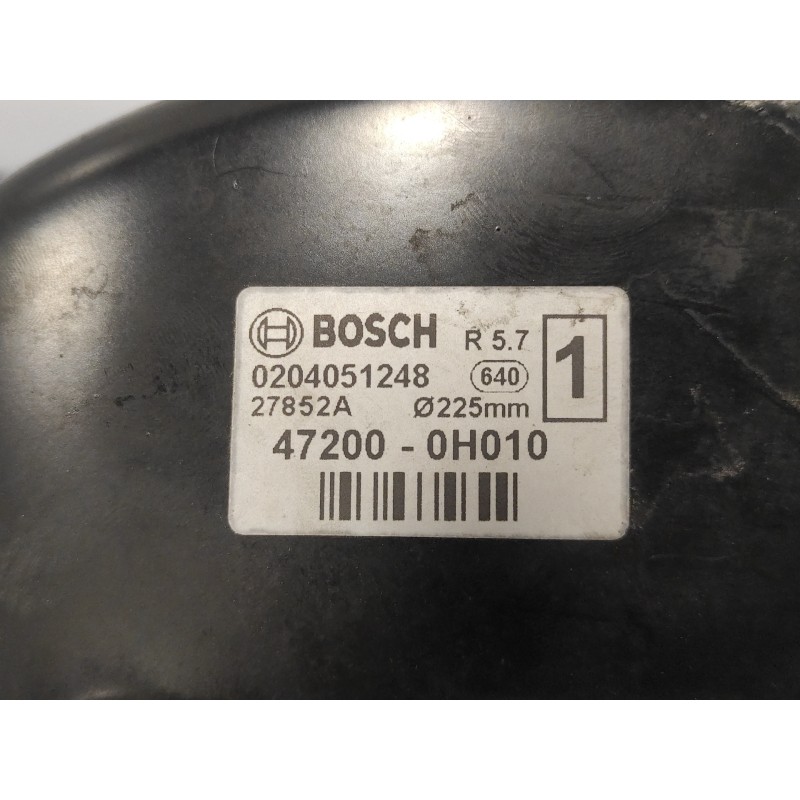 BOSCH R 5.7 1
0204051248 640
27852A Ø225mm
47200 - 0H010